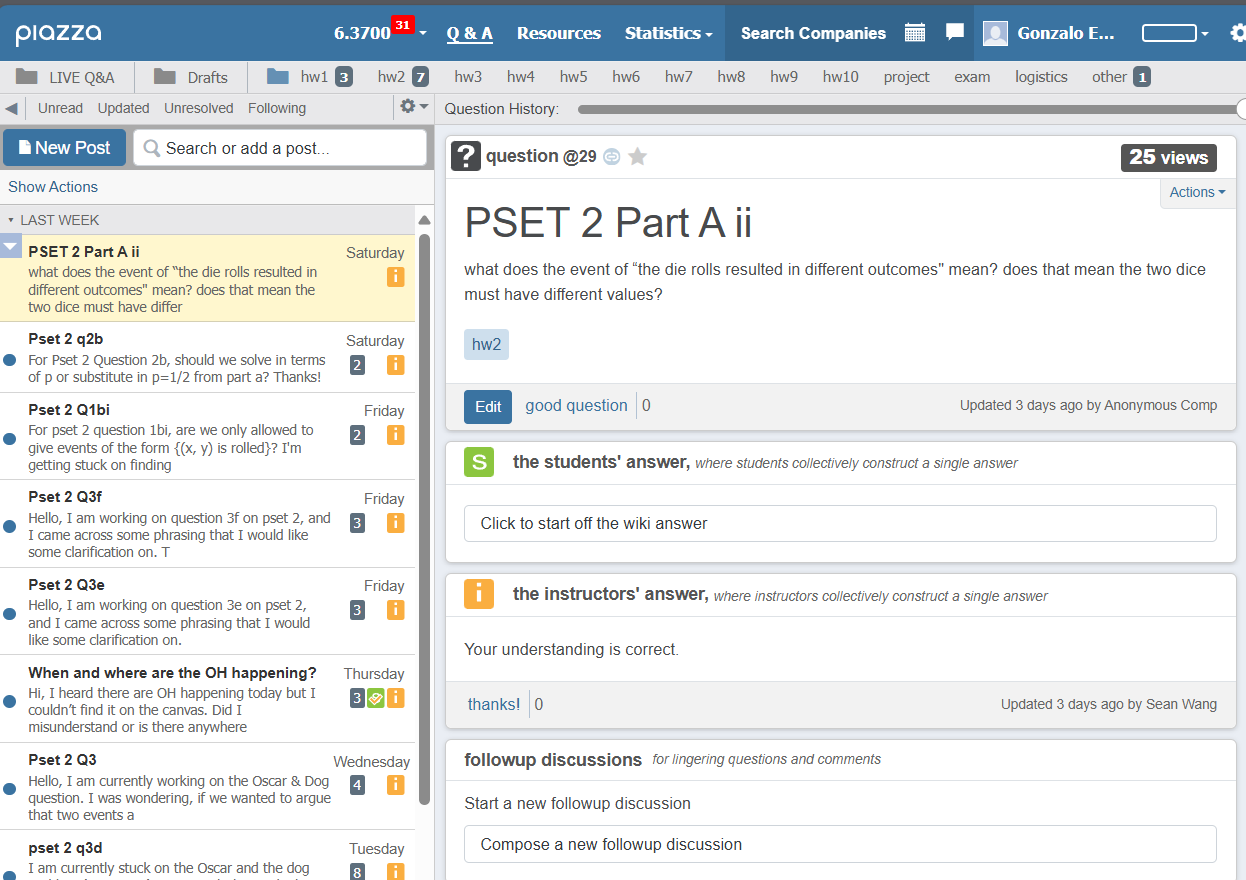 piazza
6.3700 31 Q & A Resources Statistics Search Companies Gonzalo E...
LIVE Q&A Drafts hw1 3 hw2 7 hw3 hw4 hw5 hw6 hw7 hw8 hw9 hw10 project exam logistics other 1
Unread Updated Unresolved Following
Question History:
New Post
Search or add a post...
Show Actions
LAST WEEK
PSET 2 Part A ii Saturday
what does the event of “the die rolls resulted in
different outcomes" mean? does that mean the
two dice must have differ
i
Pset 2 q2b Saturday
For Pset 2 Question 2b, should we solve in terms
of p or substitute in p=1/2 from part a? Thanks!
2 i
Pset 2 Q1bi Friday
For pset 2 question 1bi, are we only allowed to
give events of the form {(x, y) is rolled}? I'm
getting stuck on finding
2 i
Pset 2 Q3f Friday
Hello, I am working on question 3f on pset 2, and
I came across some phrasing that I would like
some clarification on. T
3 i
Pset 2 Q3e Friday
Hello, I am working on question 3e on pset 2,
and I came across some phrasing that I would
like some clarification on.
3 i
When and where are the OH happening? Thursday
Hi, I heard there are OH happening today but I
couldn’t find it on the canvas. Did I
misunderstand or is there anywhere
3 i
Pset 2 Q3 Wednesday
Hello, I am currently working on the Oscar & Dog
question. I was wondering, if we wanted to argue
that two events a
4 i
pset 2 q3d Tuesday
I am currently stuck on the Oscar and the dog
8 i
? question @29
25 views
Actions
PSET 2 Part A ii
what does the event of “the die rolls resulted in different outcomes" mean? does that mean the two dice
must have different values?
hw2
Edit good question 0 Updated 3 days ago by Anonymous Comp
S the students' answer, where students collectively construct a single answer
Click to start off the wiki answer
i the instructors' answer, where instructors collectively construct a single answer
Your understanding is correct.
thanks! 0 Updated 3 days ago by Sean Wang
followup discussions for lingering questions and comments
Start a new followup discussion
Compose a new followup discussion